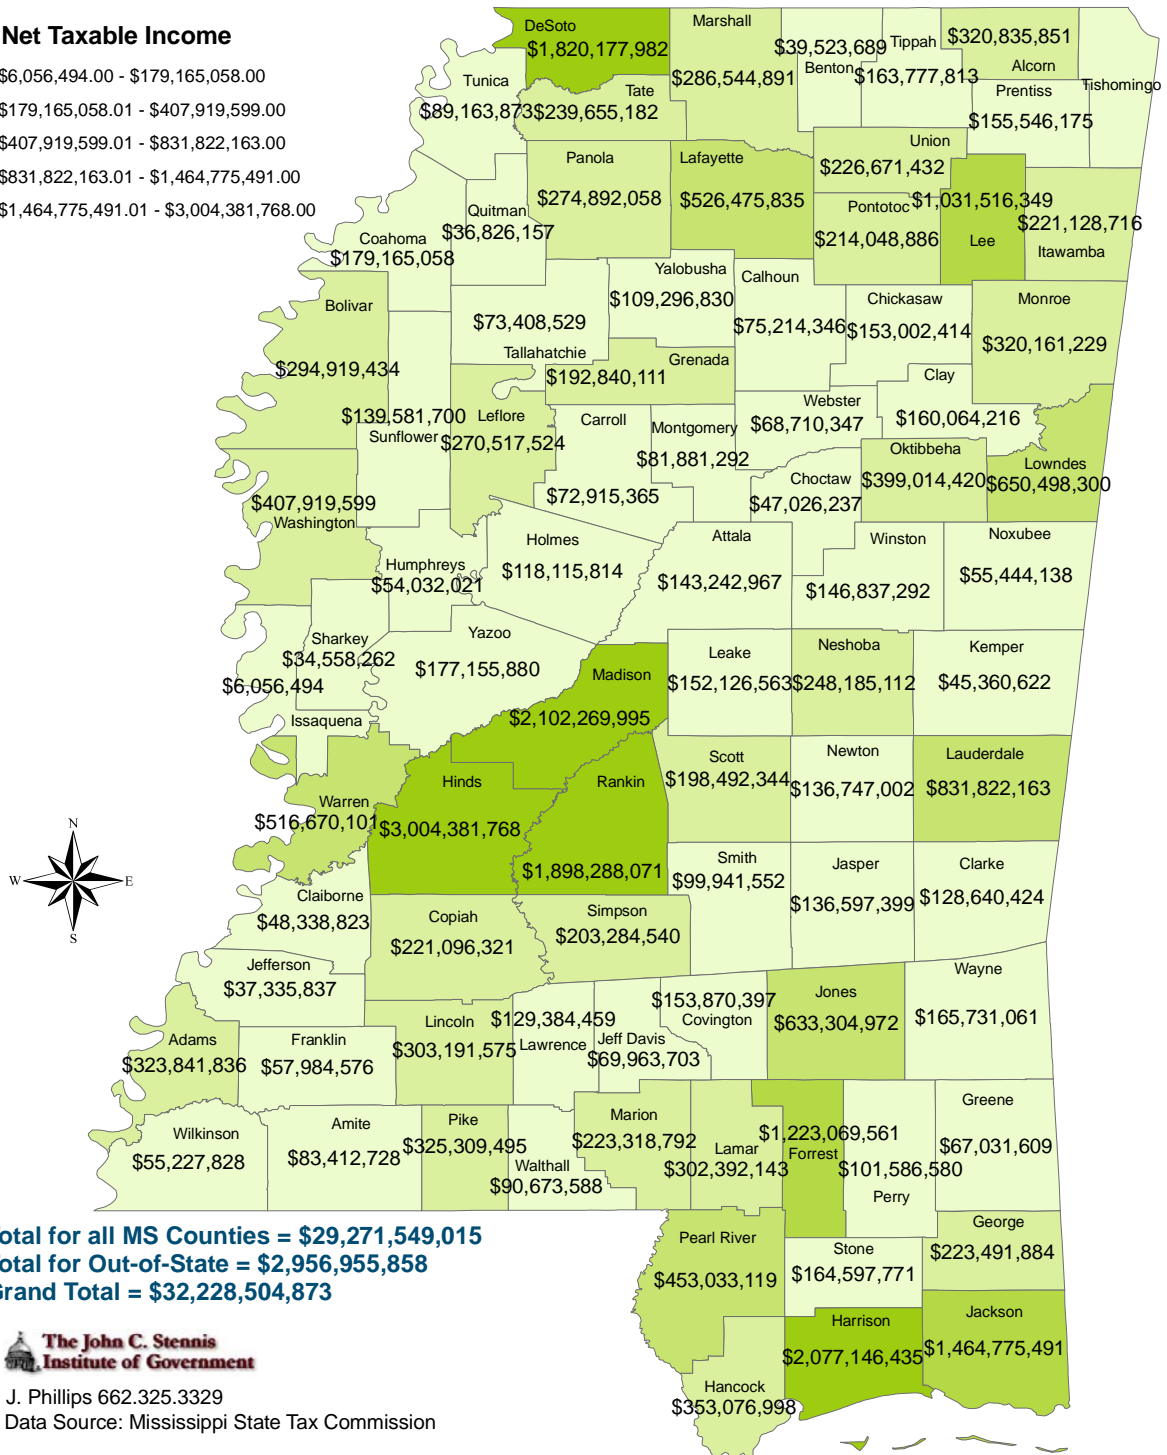 Net Taxable Income
$6,056,494.00 - $179,165,058.00
$179,165,058.01 - $407,919,599.00
$407,919,599.01 - $831,822,163.00
$831,822,163.01 - $1,464,775,491.00
$1,464,775,491.01 - $3,004,381,768.00
DeSoto
$1,820,177,982
Marshall
$286,544,891
$39,523,689
Benton
Tippah
$163,777,813
$320,835,851
Alcorn
Tishomingo
Prentiss
$155,546,175
Tunica
$89,163,873
Tate
$239,655,182
Panola
$274,892,058
Lafayette
$526,475,835
Union
$226,671,432
Pontotoc
$214,048,886
$1,031,516,349
Lee
$221,128,716
Itawamba
Quitman
$36,826,157
Coahoma
$179,165,058
Bolivar
$294,919,434
$73,408,529
Tallahatchie
Yalobusha
$109,296,830
Calhoun
$75,214,346
Chickasaw
$153,002,414
Monroe
$320,161,229
Grenada
$192,840,111
$139,581,700
Sunflower
Leflore
$270,517,524
Carroll
$72,915,365
Montgomery
$81,881,292
Webster
$68,710,347
Clay
$160,064,216
Oktibbeha
$399,014,420
Lowndes
$650,498,300
Choctaw
$47,026,237
$407,919,599
Washington
Humphreys
$54,032,021
Holmes
$118,115,814
Attala
$143,242,967
Winston
$146,837,292
Noxubee
$55,444,138
Sharkey
$34,558,262
$6,056,494
Issaquena
Yazoo
$177,155,880
Madison
$2,102,269,995
Leake
$152,126,563
Neshoba
$248,185,112
Kemper
$45,360,622
Warren
$516,670,101
Hinds
$3,004,381,768
Rankin
$1,898,288,071
Scott
$198,492,344
Newton
$136,747,002
Lauderdale
$831,822,163
N
W
E
S
Claiborne
$48,338,823
Copiah
$221,096,321
Simpson
$203,284,540
Smith
$99,941,552
Jasper
$136,597,399
Clarke
$128,640,424
Jefferson
$37,335,837
Adams
$323,841,836
Franklin
$57,984,576
Lincoln
$303,191,575
$129,384,459
Lawrence
Jeff Davis
$69,963,703
$153,870,397
Covington
Jones
$633,304,972
Wayne
$165,731,061
Wilkinson
$55,227,828
Amite
$83,412,728
Pike
$325,309,495
Walthall
$90,673,588
Marion
$223,318,792
Lamar
$302,392,143
$1,223,069,561
Forrest
$101,586,580
Perry
Greene
$67,031,609
Pearl River
$453,033,119
Stone
$164,597,771
George
$223,491,884
Harrison
$2,077,146,435
Jackson
$1,464,775,491
Hancock
$353,076,998
otal for all MS Counties = $29,271,549,015
otal for Out-of-State = $2,956,955,858
Grand Total = $32,228,504,873
The John C. Stennis
Institute of Government
J. Phillips 662.325.3329
Data Source: Mississippi State Tax Commission